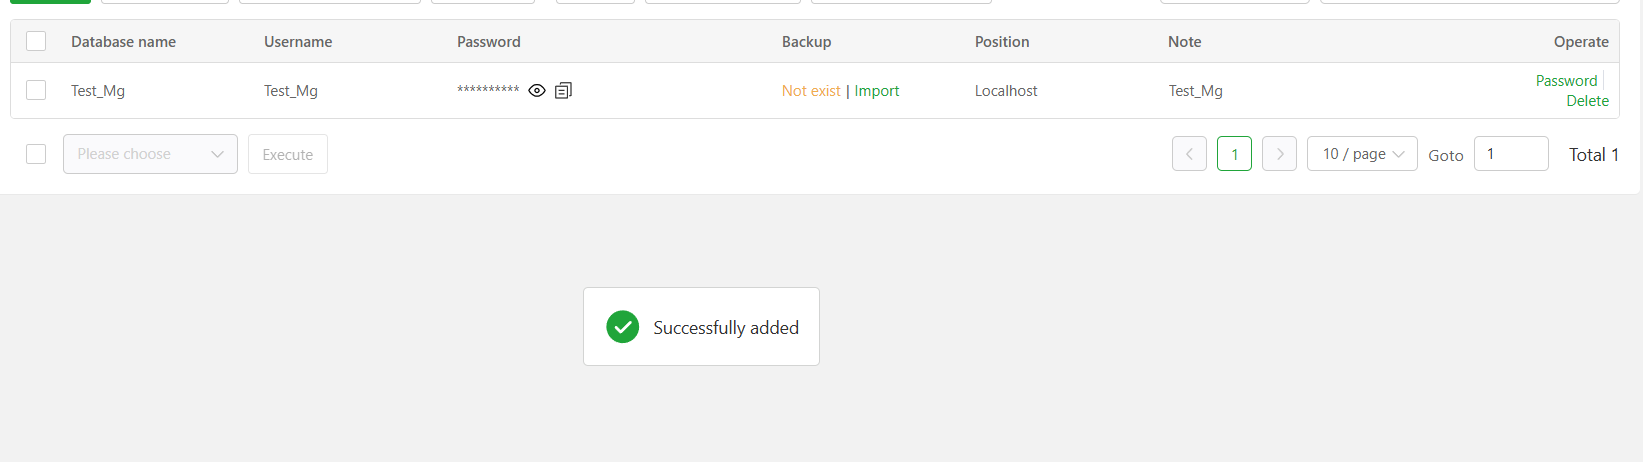 Database name Username Password Backup Position Note Operate
Test_Mg Test_Mg ********** Not exist | Import Localhost Test_Mg Password
Delete
Please choose Execute 1 10 / page Goto 1 Total 1
Successfully added